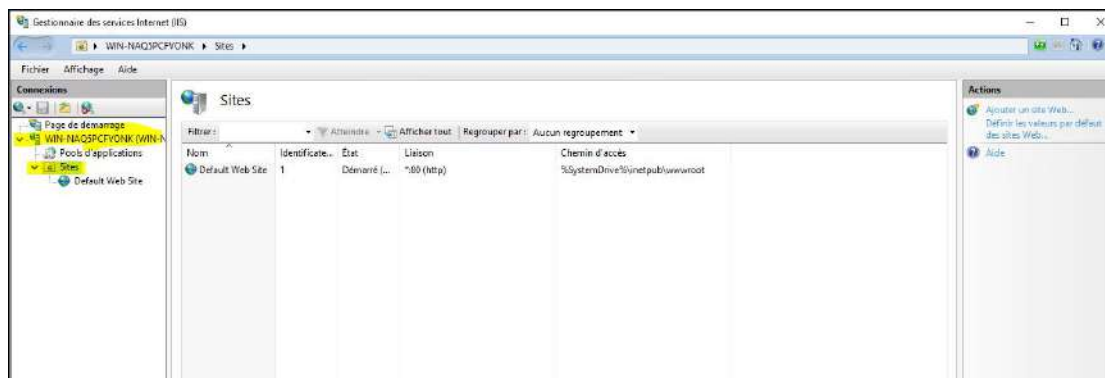 Gestionnaire des services Internet (IIS)
WIN-NAQ5PCFVONK ▸ Sites ▸
Fichier Affichage Aide
Connexions
Page de démarrage
WIN-NAQ5PCFVONK (WIN-N
Pools d'applications
Sites
Default Web Site
Sites
Filtrer : Atteindre Afficher tout Regrouper par : Aucun regroupement
Nom Identificate... État Liaison Chemin d'accès
Default Web Site 1 Démarré (... *:80 (http) %SystemDrive%\inetpub\wwwroot
Actions
Ajouter un site Web...
Définir les valeurs par défaut
des sites Web...
Aide